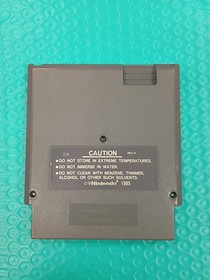 CAUTION
•DO NOT STORE IN EXTREME TEMPERATURES.
•DO NOT IMMERSE IN WATER.
•DO NOT CLEAN WITH BENZENE, THINNER,
ALCOHOL OR OTHER SUCH SOLVENTS.
Nintendo 1985